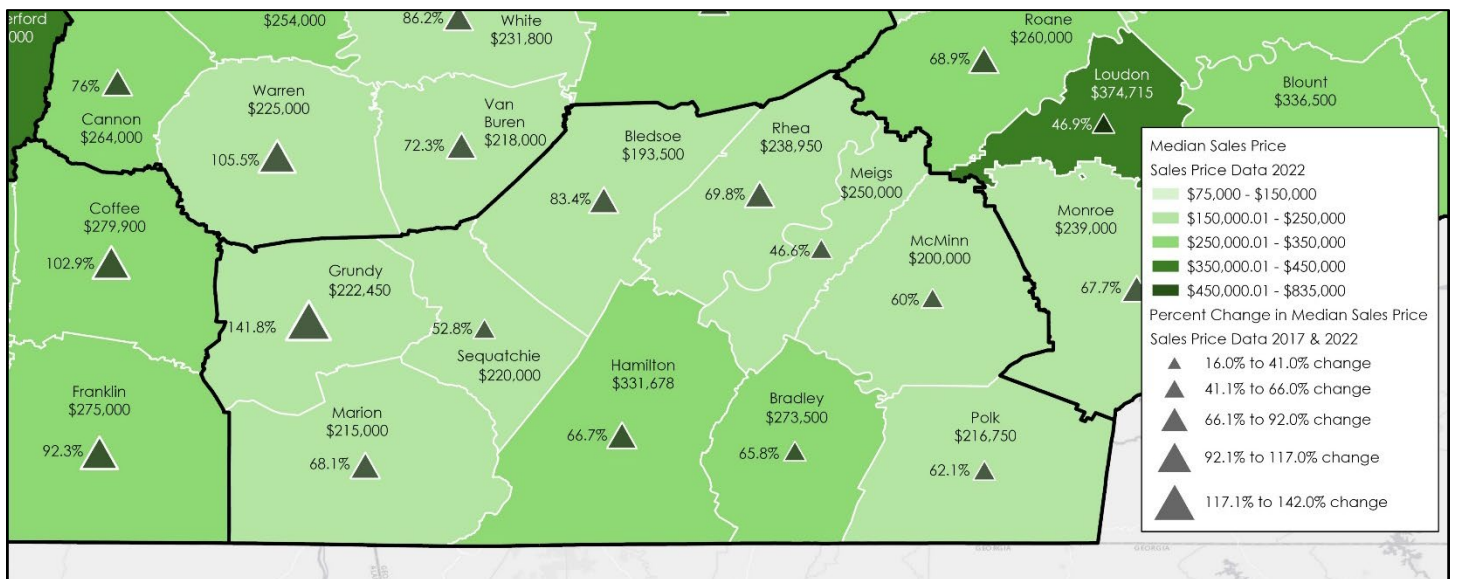 erford
000
$254,000
86.2%
White
$231,800
Roane
$260,000
68.9%
Loudon
$374,715
46.9%
Blount
$336,500
76%
Cannon
$264,000
Warren
$225,000
105.5%
Van
Buren
$218,000
72.3%
Bledsoe
$193,500
83.4%
Rhea
$238,950
69.8%
Meigs
$250,000
46.6%
McMinn
$200,000
60%
Monroe
$239,000
67.7%
Coffee
$279,900
102.9%
Grundy
$222,450
141.8%
52.8%
Sequatchie
$220,000
Hamilton
$331,678
66.7%
Bradley
$273,500
65.8%
Polk
$216,750
62.1%
Franklin
$275,000
92.3%
Marion
$215,000
68.1%
Median Sales Price
Sales Price Data 2022
$75,000 - $150,000
$150,000.01 - $250,000
$250,000.01 - $350,000
$350,000.01 - $450,000
$450,000.01 - $835,000
Percent Change in Median Sales Price
Sales Price Data 2017 & 2022
16.0% to 41.0% change
41.1% to 66.0% change
66.1% to 92.0% change
92.1% to 117.0% change
117.1% to 142.0% change
GEORGIA
GEORGIA